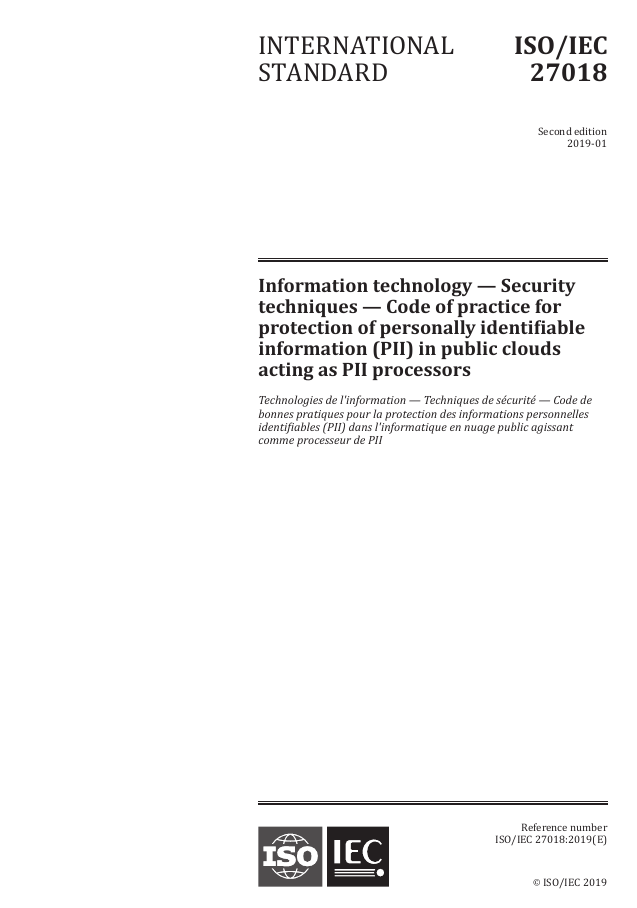 INTERNATIONAL STANDARD
ISO/IEC 27018
Second edition
2019-01
Information technology — Security
techniques — Code of practice for
protection of personally identifiable
information (PII) in public clouds
acting as PII processors
Technologies de l'information — Techniques de sécurité — Code de
bonnes pratiques pour la protection des informations personnelles
identifiables (PII) dans l'informatique en nuage public agissant
comme processeur de PII
ISO
IEC
Reference number
ISO/IEC 27018:2019(E)
© ISO/IEC 2019